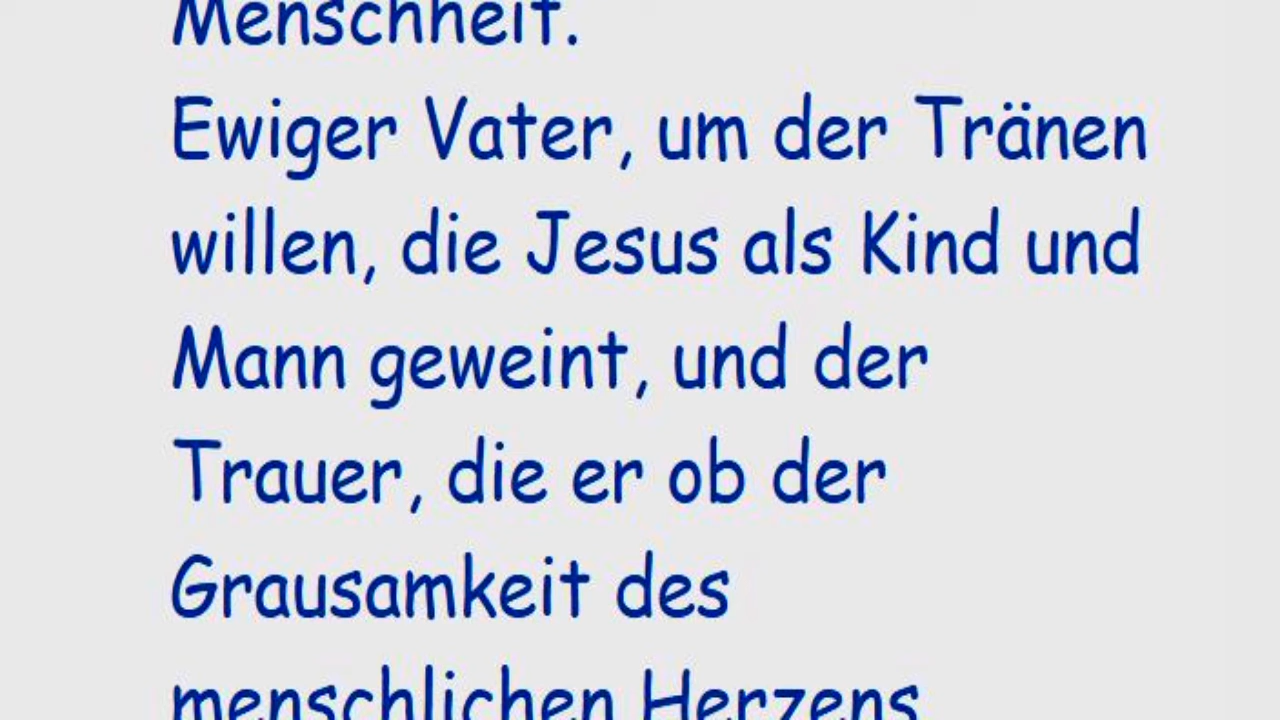 Menschheit.
Ewiger Vater, um der Tränen
willen, die Jesus als Kind und
Mann geweint, und der
Trauer, die er ob der
Grausamkeit des
menschlichen Herzens